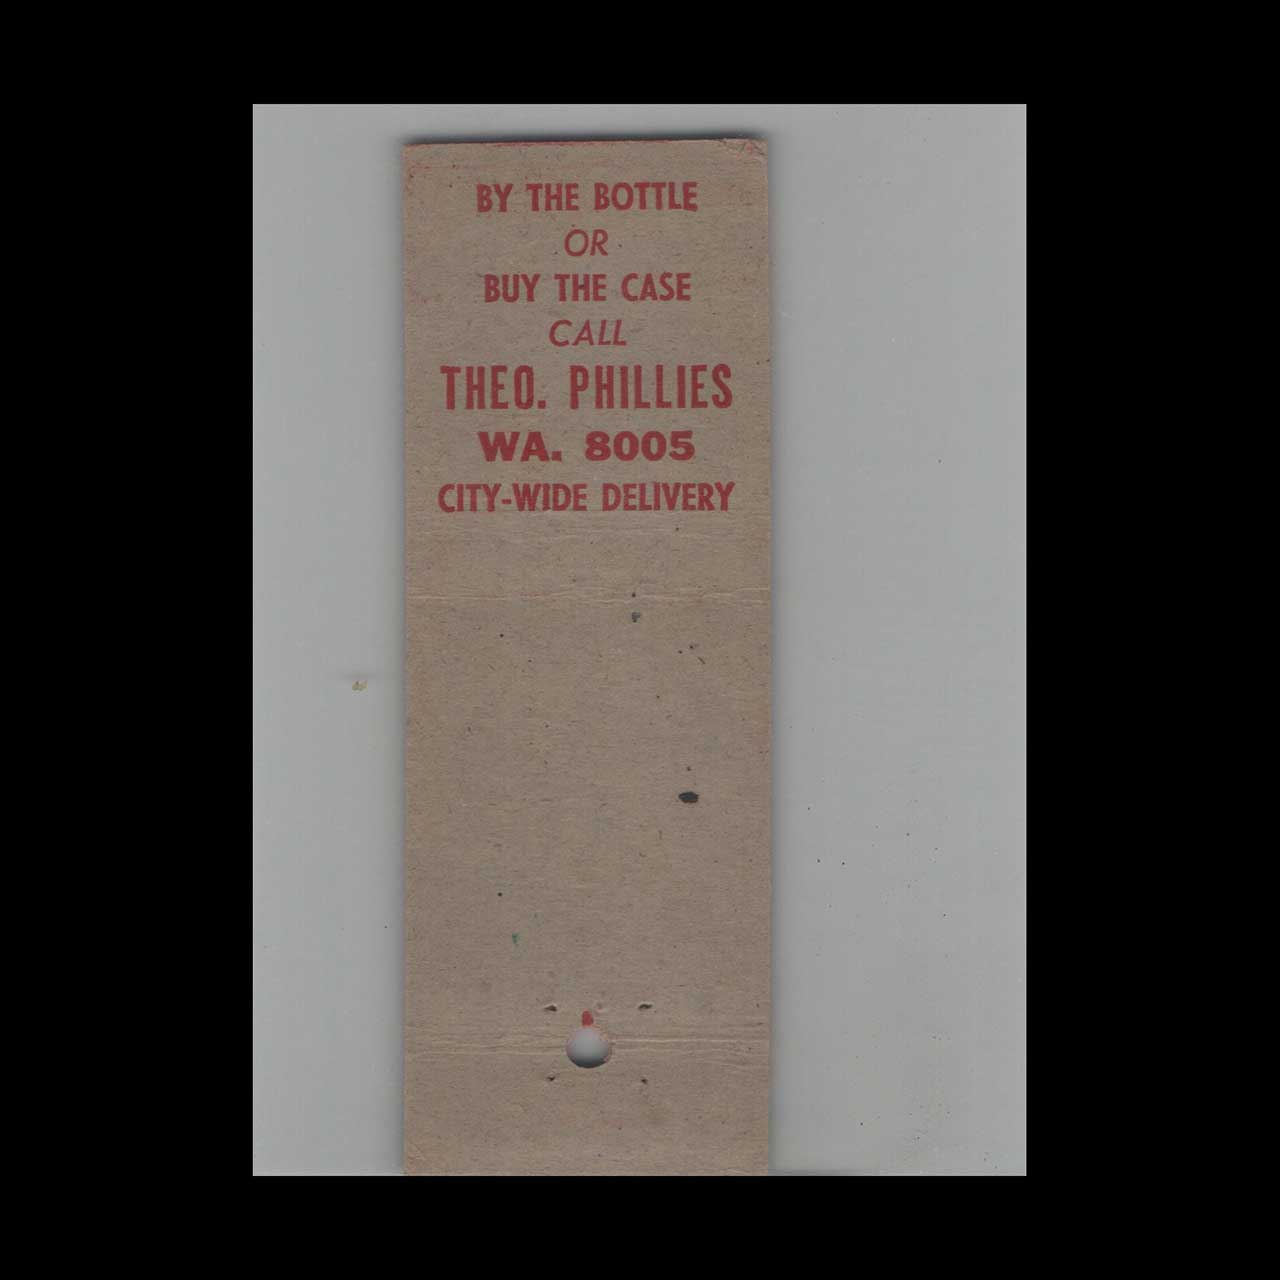 BY THE BOTTLE
OR
BUY THE CASE
CALL
THEO. PHILLIES
WA. 8005
CITY-WIDE DELIVERY